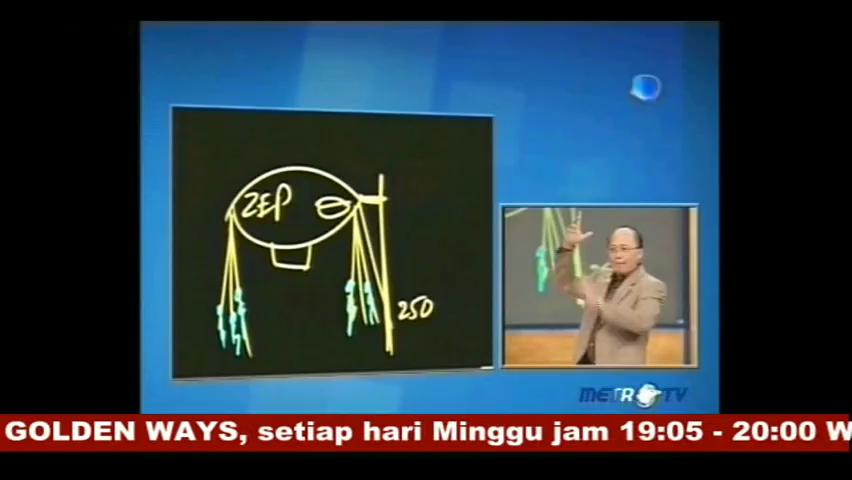 ZEP
250
METRO TV
GOLDEN WAYS, setiap hari Minggu jam 19:05 - 20:00 W